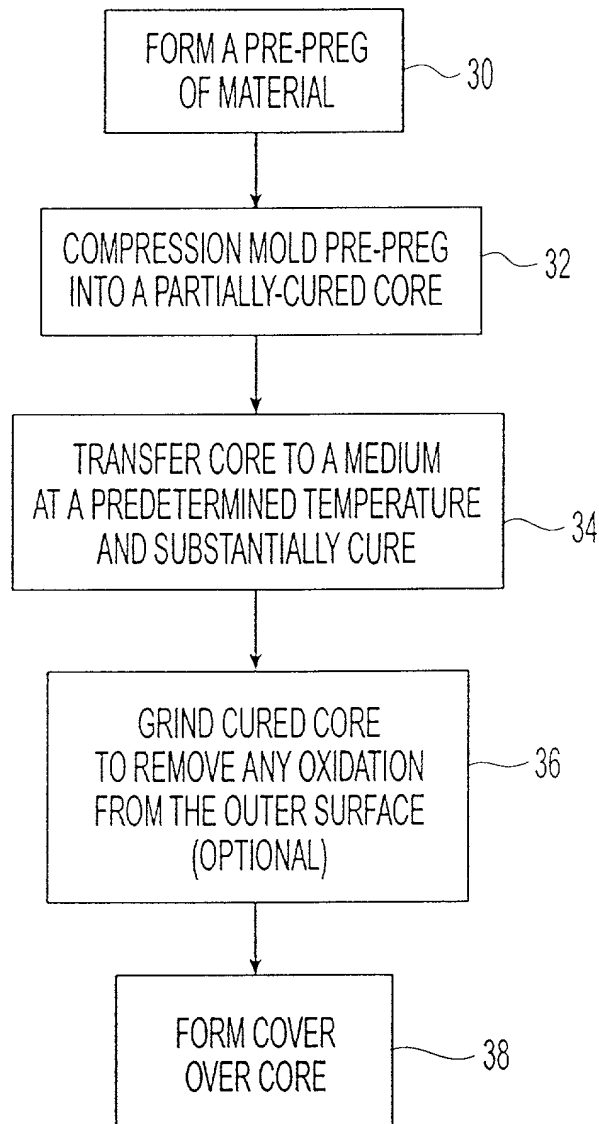 FORM A PRE-PREG
OF MATERIAL
30
COMPRESSION MOLD PRE-PREG
INTO A PARTIALLY-CURED CORE
32
TRANSFER CORE TO A MEDIUM
AT A PREDETERMINED TEMPERATURE
AND SUBSTANTIALLY CURE
34
GRIND CURED CORE
TO REMOVE ANY OXIDATION
FROM THE OUTER SURFACE
(OPTIONAL)
36
FORM COVER
OVER CORE
38